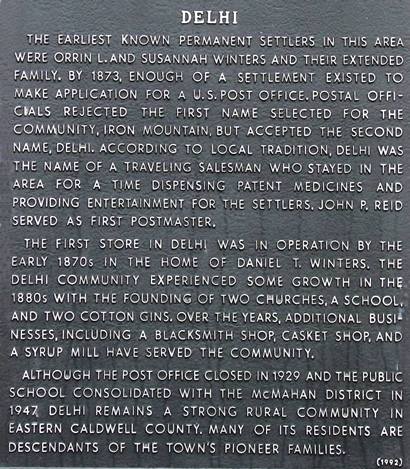 DELHI
THE EARLIEST KNOWN PERMANENT SETTLERS IN THIS AREA
WERE ORRIN L. AND SUSANNAH WINTERS AND THEIR EXTENDED
FAMILY. BY 1873, ENOUGH OF A SETTLEMENT EXISTED TO
MAKE APPLICATION FOR A U.S. POST OFFICE. POSTAL OFFI-
CIALS REJECTED THE FIRST NAME SELECTED FOR THE
COMMUNITY, IRON MOUNTAIN, BUT ACCEPTED THE SECOND
NAME, DELHI. ACCORDING TO LOCAL TRADITION, DELHI WAS
THE NAME OF A TRAVELING SALESMAN WHO STAYED IN THE
AREA FOR A TIME DISPENSING PATENT MEDICINES AND
PROVIDING ENTERTAINMENT FOR THE SETTLERS. JOHN P. REID
SERVED AS FIRST POSTMASTER.
THE FIRST STORE IN DELHI WAS IN OPERATION BY THE
EARLY 1870s IN THE HOME OF DANIEL T. WINTERS. THE
DELHI COMMUNITY EXPERIENCED SOME GROWTH IN THE
1880s WITH THE FOUNDING OF TWO CHURCHES, A SCHOOL,
AND TWO COTTON GINS. OVER THE YEARS, ADDITIONAL BUSI-
NESSES, INCLUDING A BLACKSMITH SHOP, CASKET SHOP, AND
A SYRUP MILL HAVE SERVED THE COMMUNITY.
ALTHOUGH THE POST OFFICE CLOSED IN 1929 AND THE PUBLIC
SCHOOL CONSOLIDATED WITH THE McMAHAN DISTRICT IN
1947, DELHI REMAINS A STRONG RURAL COMMUNITY IN
EASTERN CALDWELL COUNTY. MANY OF ITS RESIDENTS ARE
DESCENDANTS OF THE TOWN'S PIONEER FAMILIES.
(1992)